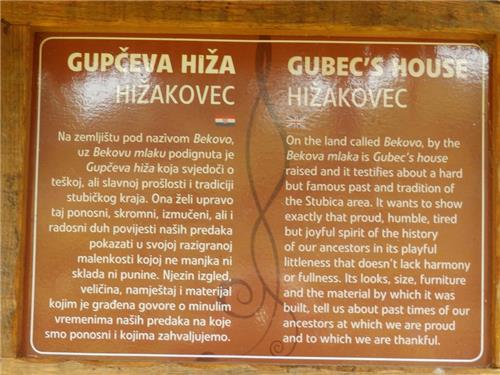 GUPČEVA HIŽA
HIŽAKOVEC
Na zemljištu pod nazivom Bekovo,
uz Bekovu mlaku podignuta je
Gupčeva hiža koja svjedoči o
teškoj, ali slavnoj prošlosti i tradiciji
stubičkog kraja. Ona želi upravo
taj ponosni, skromni, izmučeni, ali i
radosni duh povijesti naših predaka
pokazati u svojoj razigranoj
malenkosti kojoj ne manjka ni
sklada ni punine. Njezin izgled,
veličina, namještaj i materijal
kojim je građena govore o minulim
vremenima naših predaka na koje
smo ponosni i kojima zahvaljujemo.
GUBEC'S HOUSE
HIŽAKOVEC
On the land called Bekovo, by the
Bekova mlaka is Gubec's house
raised and it testifies about a hard
but famous past and tradition of
the Stubica area. It wants to show
exactly that proud, humble, tired
but joyful spirit of the history
of our ancestors in its playful
littleness that doesn't lack harmony
or fullness. Its looks, size, furniture
and the material by which it was
built, tell us about past times of our
ancestors at which we are proud
and to which we are thankful.